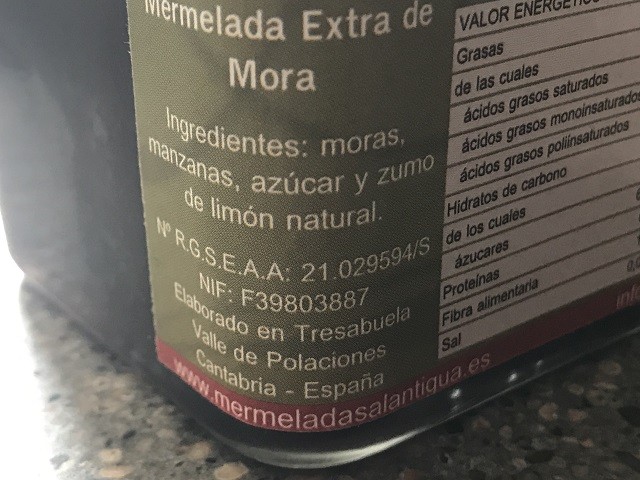 Mermelada Extra de
Mora
Ingredientes: moras,
manzanas, azúcar y zumo
de limón natural.
Nº R.G.S.E.A.A: 21.029594/S
NIF: F39803887
Elaborado en Tresabuela
Valle de Polaciones
Cantabria - España
www.mermeladasalantigua.es
VALOR ENERGÉTICO
Grasas
de las cuales
ácidos grasos saturados
ácidos grasos monoinsaturados
ácidos grasos poliinsaturados
Hidratos de carbono
de los cuales
ázucares
Proteínas
Fibra alimentaria
Sal